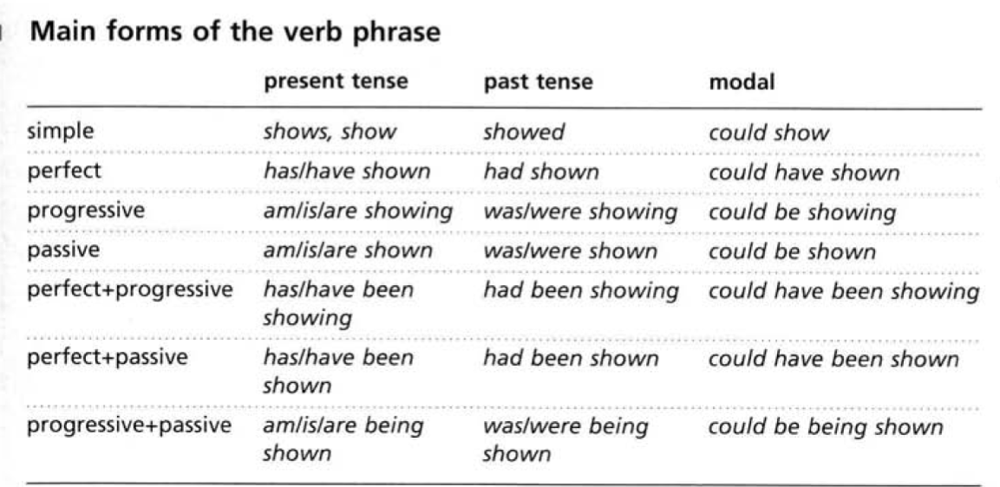 Main forms of the verb phrase
present tense past tense modal
simple shows, show showed could show
perfect has/have shown had shown could have shown
progressive am/is/are showing was/were showing could be showing
passive am/is/are shown was/were shown could be shown
perfect+progressive has/have been had been showing could have been showing
showing
perfect+passive has/have been had been shown could have been shown
shown
progressive+passive am/is/are being was/were being could be being shown
shown shown